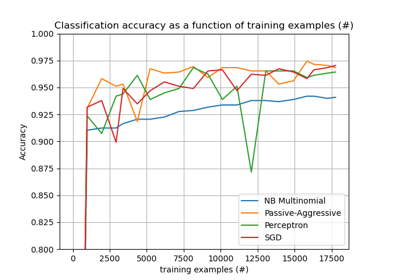 Classification accuracy as a function of training examples (#)
1.000
0.975
0.950
0.925
0.900
0.875
0.850
0.825
0.800
Accuracy
NB Multinomial
Passive-Aggressive
Perceptron
SGD
0 2500 5000 7500 10000 12500 15000 17500
training examples (#)